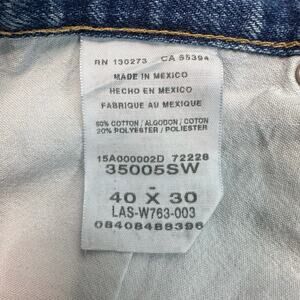 RN 130273 CA 55394
MADE IN MEXICO
HECHO EN MEXICO
FABRIQUE AU MEXIQUE
80% COTTON / ALGODON / COTON
20% POLYESTER / POLIESTER
15A000002D 72228
35005SW
-
40 X 30
LAS-W763-003
08408488396